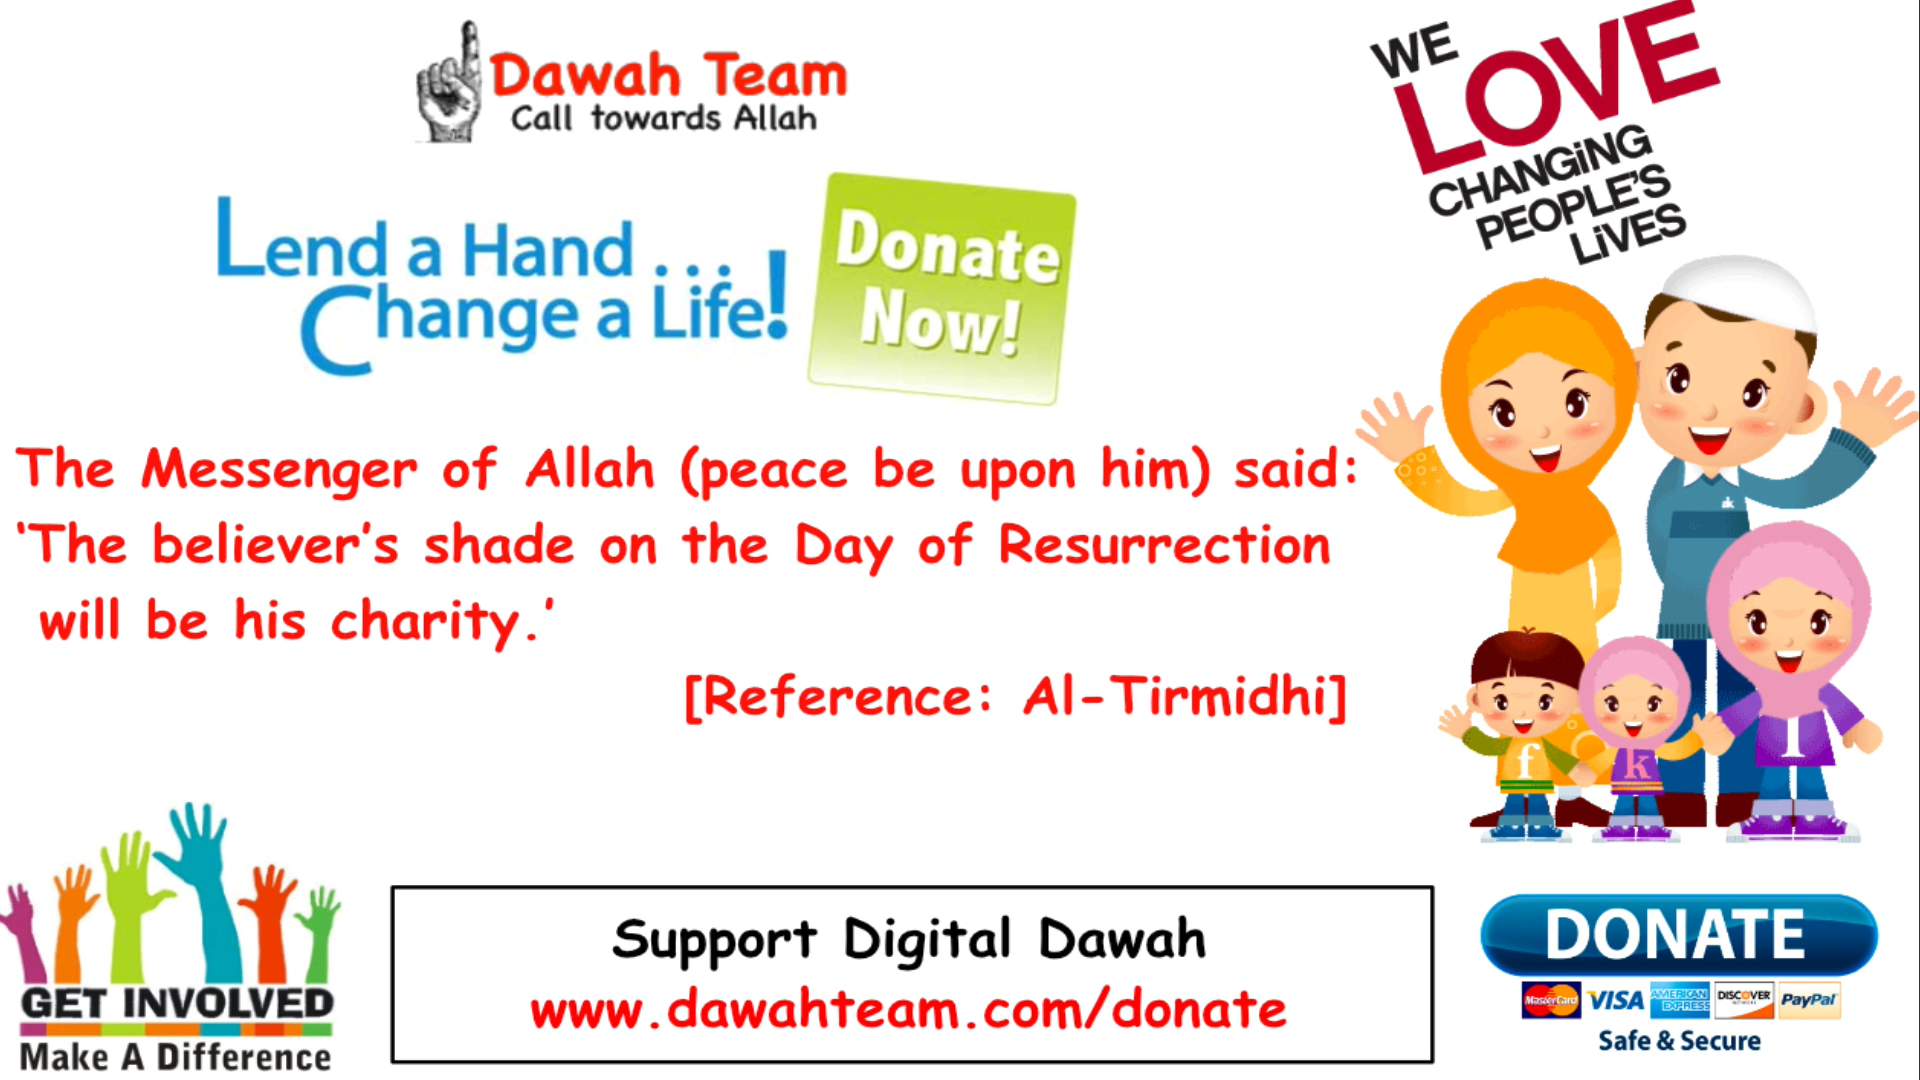 Dawah Team
Call towards Allah
Lend a Hand ...
Change a Life!
Donate
Now!
WE
LOVE
CHANGiNG
PEOPLE'S
LiVES
The Messenger of Allah (peace be upon him) said:
‘The believer’s shade on the Day of Resurrection
will be his charity.’
[Reference: Al-Tirmidhi]
f
k
l
GET INVOLVED
Make A Difference
Support Digital Dawah
www.dawahteam.com/donate
DONATE
MasterCard VISA AMERICAN EXPRESS DISCOVER PayPal
Safe & Secure